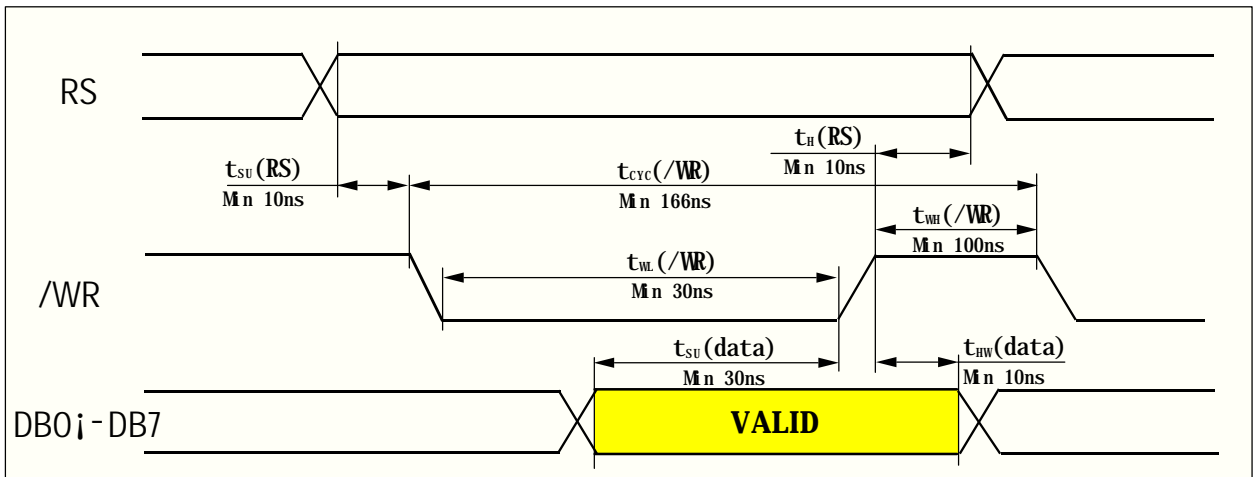 RS
tH(RS)
Min 10ns
tSU(RS)
Min 10ns
tCYC(/WR)
Min 166ns
tWH(/WR)
Min 100ns
/WR
tWL(/WR)
Min 30ns
tSU(data)
Min 30ns
tHW(data)
Min 10ns
DB0¡-DB7
VALID